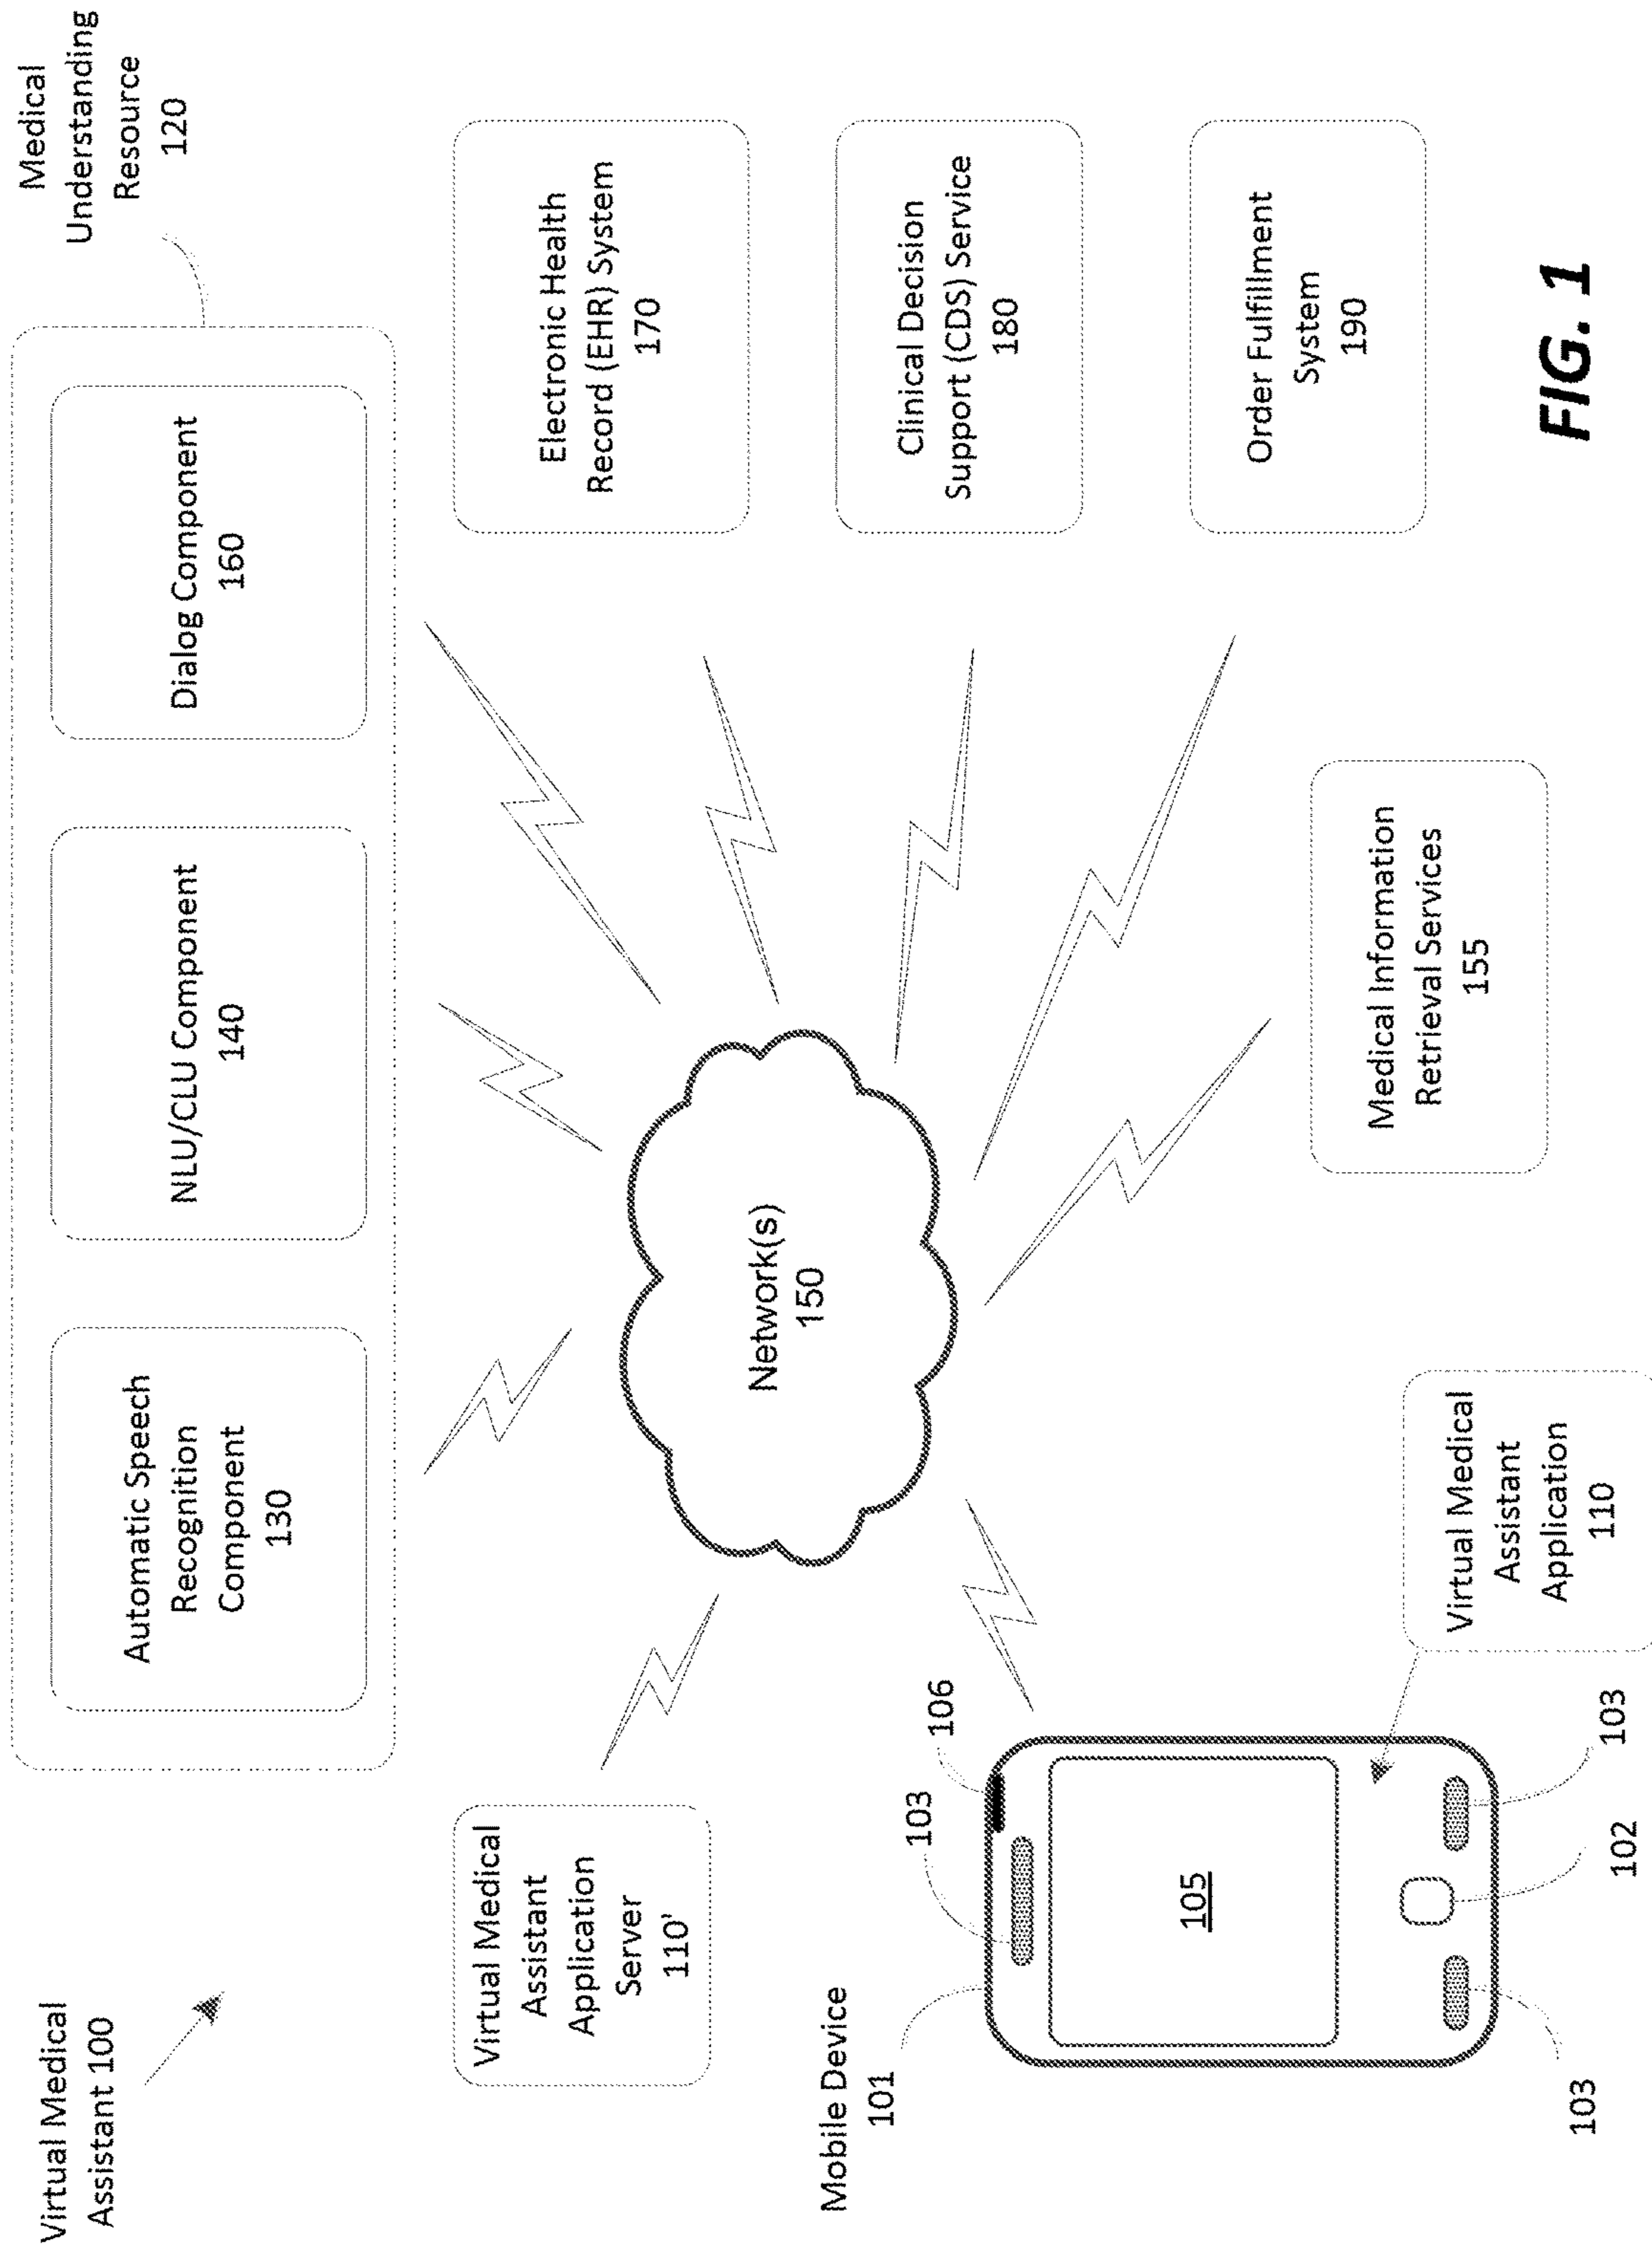 Virtual Medical
Assistant 100
Medical
Understanding
Resource
120
Automatic Speech
Recognition
Component
130
NLU/CLU Component
140
Dialog Component
160
Virtual Medical
Assistant
Application
Server
110'
Network(s)
150
Electronic Health
Record (EHR) System
170
Clinical Decision
Support (CDS) Service
180
Order Fulfillment
System
190
Medical Information
Retrieval Services
155
Mobile Device
101
103
106
105
103
102
103
Virtual Medical
Assistant
Application
110
FIG. 1